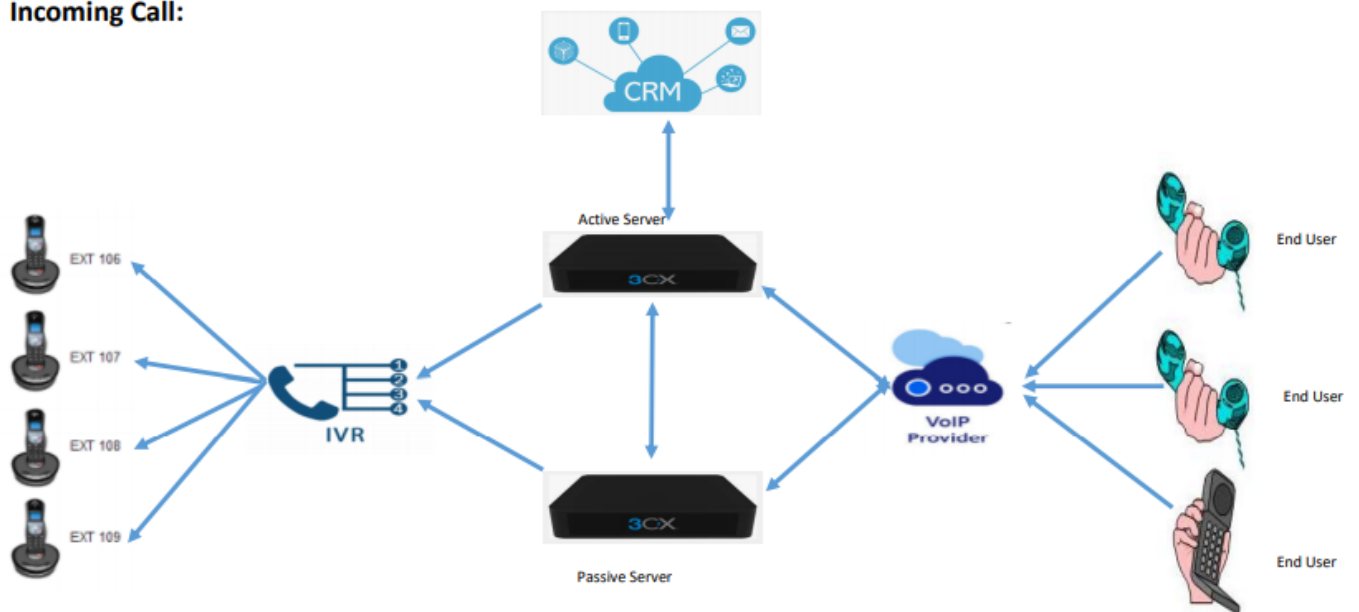 Incoming Call:
CRM
Active Server
3CX
End User
EXT 106
EXT 107
1
2
3
4
IVR
VoIP
Provider
End User
EXT 108
EXT 109
3CX
Passive Server
End User